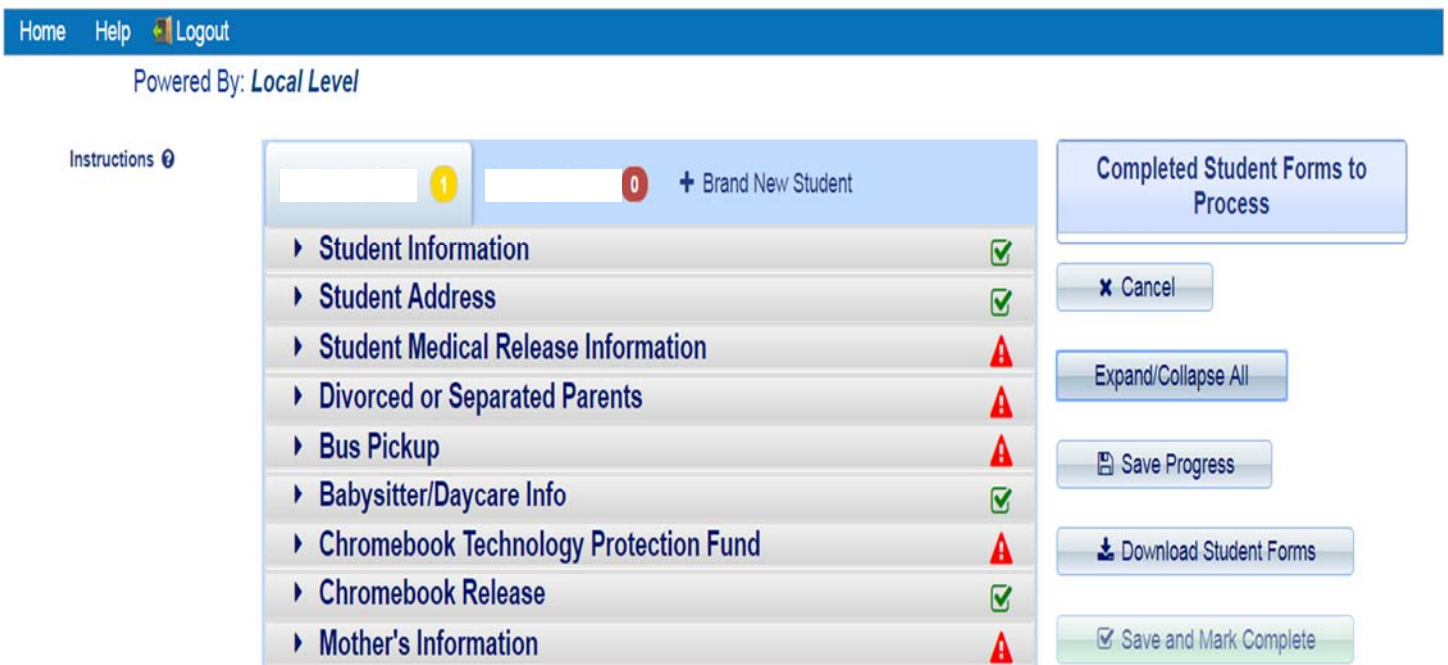 Home Help Logout
Powered By: Local Level
Instructions
1 0 + Brand New Student
Student Information
Student Address
Student Medical Release Information
Divorced or Separated Parents
Bus Pickup
Babysitter/Daycare Info
Chromebook Technology Protection Fund
Chromebook Release
Mother's Information
Completed Student Forms to
Process
Cancel
Expand/Collapse All
Save Progress
Download Student Forms
Save and Mark Complete